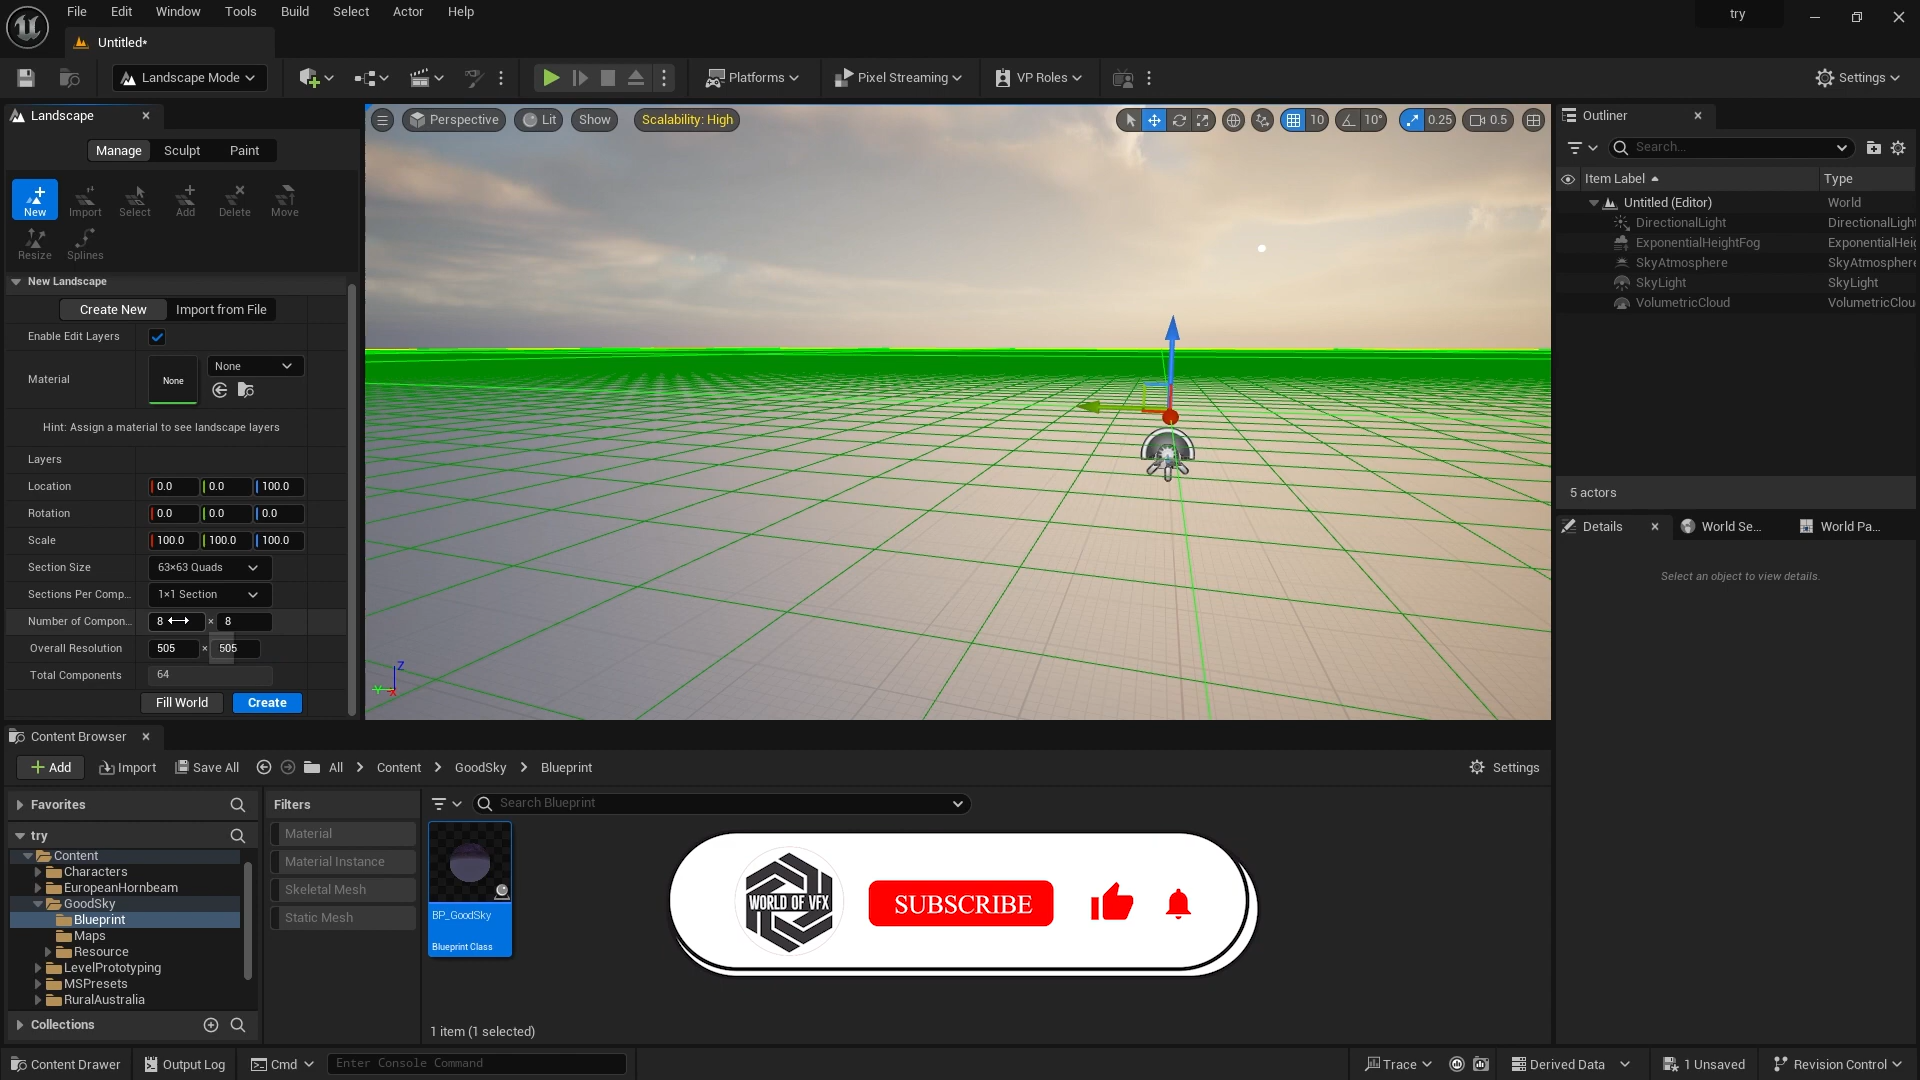 File Edit Window Tools Build Select Actor Help
try
Untitled*
Landscape Mode
Platforms
Pixel Streaming
VP Roles
Settings
Landscape
Manage Sculpt Paint
New Import Select Add Delete Move
Resize Splines
New Landscape
Create New Import from File
Enable Edit Layers
Material None None
Hint: Assign a material to see landscape layers
Layers
Location 0.0 0.0 100.0
Rotation 0.0 0.0 0.0
Scale 100.0 100.0 100.0
Section Size 63×63 Quads
Sections Per Comp... 1×1 Section
Number of Compon... 8 × 8
Overall Resolution 505 × 505
Total Components 64
Fill World Create
Perspective Lit Show Scalability: High
10 10° 0.25 0.5
Z
Y X
Outliner
Search...
Item Label Type
Untitled (Editor) World
DirectionalLight DirectionalLight
ExponentialHeightFog ExponentialHeig
SkyAtmosphere SkyAtmosphere
SkyLight SkyLight
VolumetricCloud VolumetricClou
5 actors
Details World Se... World Pa...
Select an object to view details.
Content Browser
Add Import Save All All Content GoodSky Blueprint Settings
Favorites
try
Content
Characters
EuropeanHornbeam
GoodSky
Blueprint
Maps
Resource
LevelPrototyping
MSPresets
RuralAustralia
Collections
Filters
Material
Material Instance
Skeletal Mesh
Static Mesh
Search Blueprint
BP_GoodSky
Blueprint Class
WORLD OF VFX
SUBSCRIBE
1 item (1 selected)
Content Drawer Output Log Cmd Enter Console Command
Trace Derived Data 1 Unsaved Revision Control